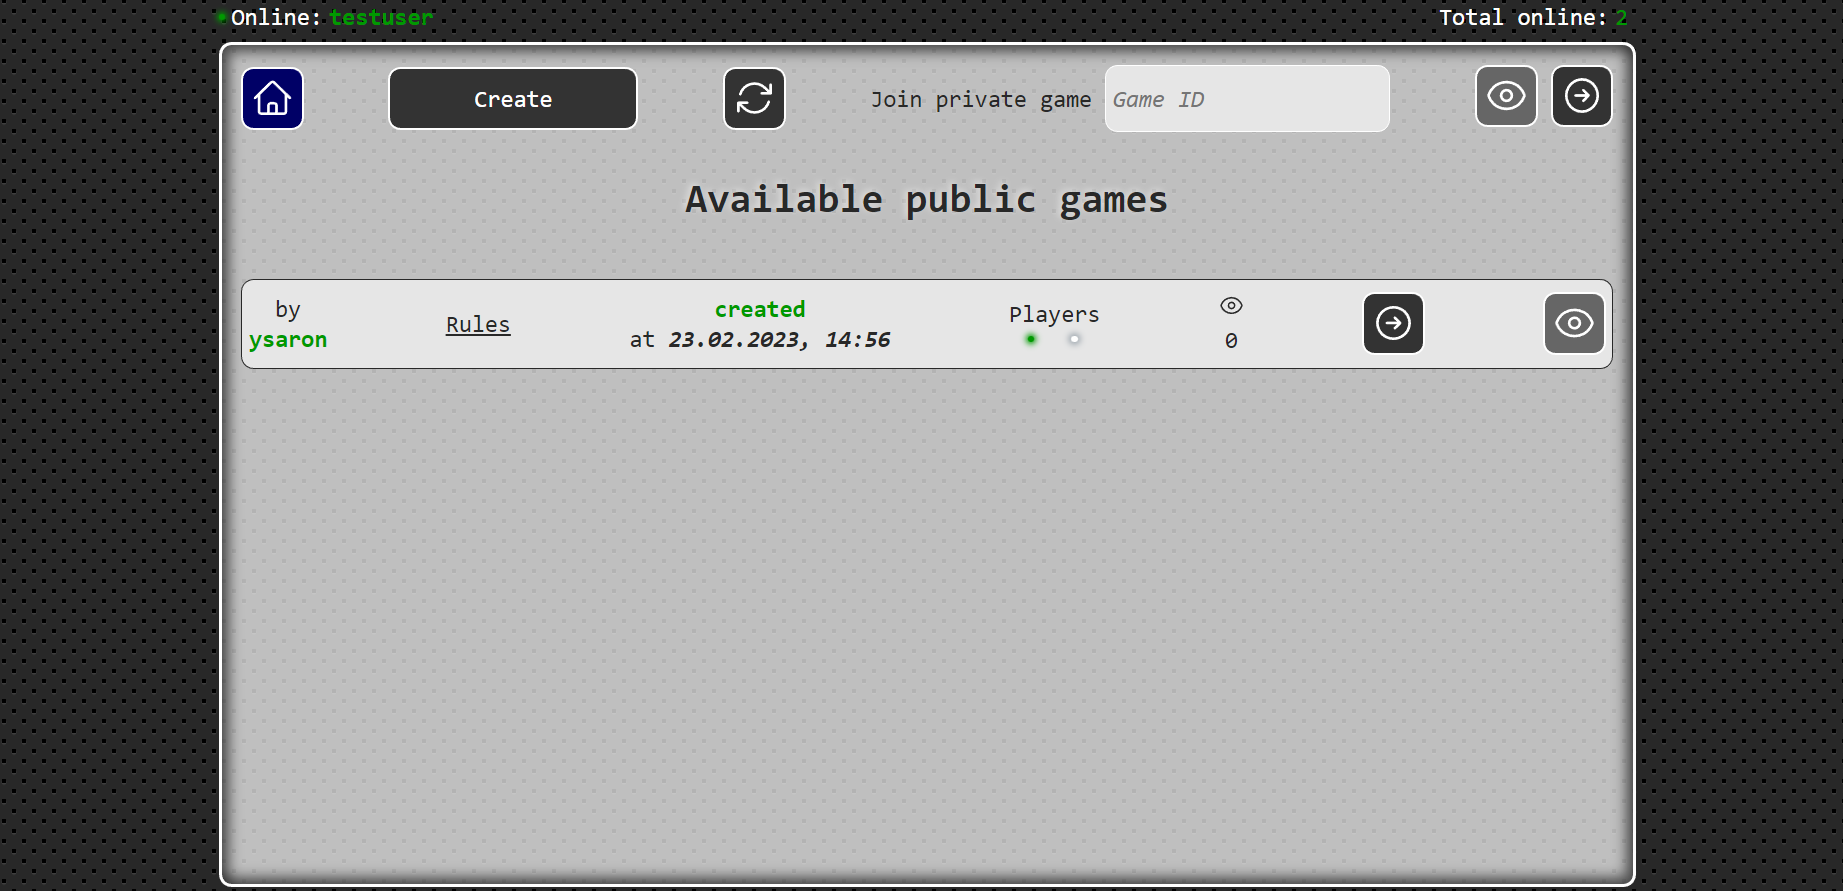 Online: testuser
Total online: 2
Create
Join private game
Game ID
Available public games
by
ysaron
Rules
created
at 23.02.2023, 14:56
Players
0